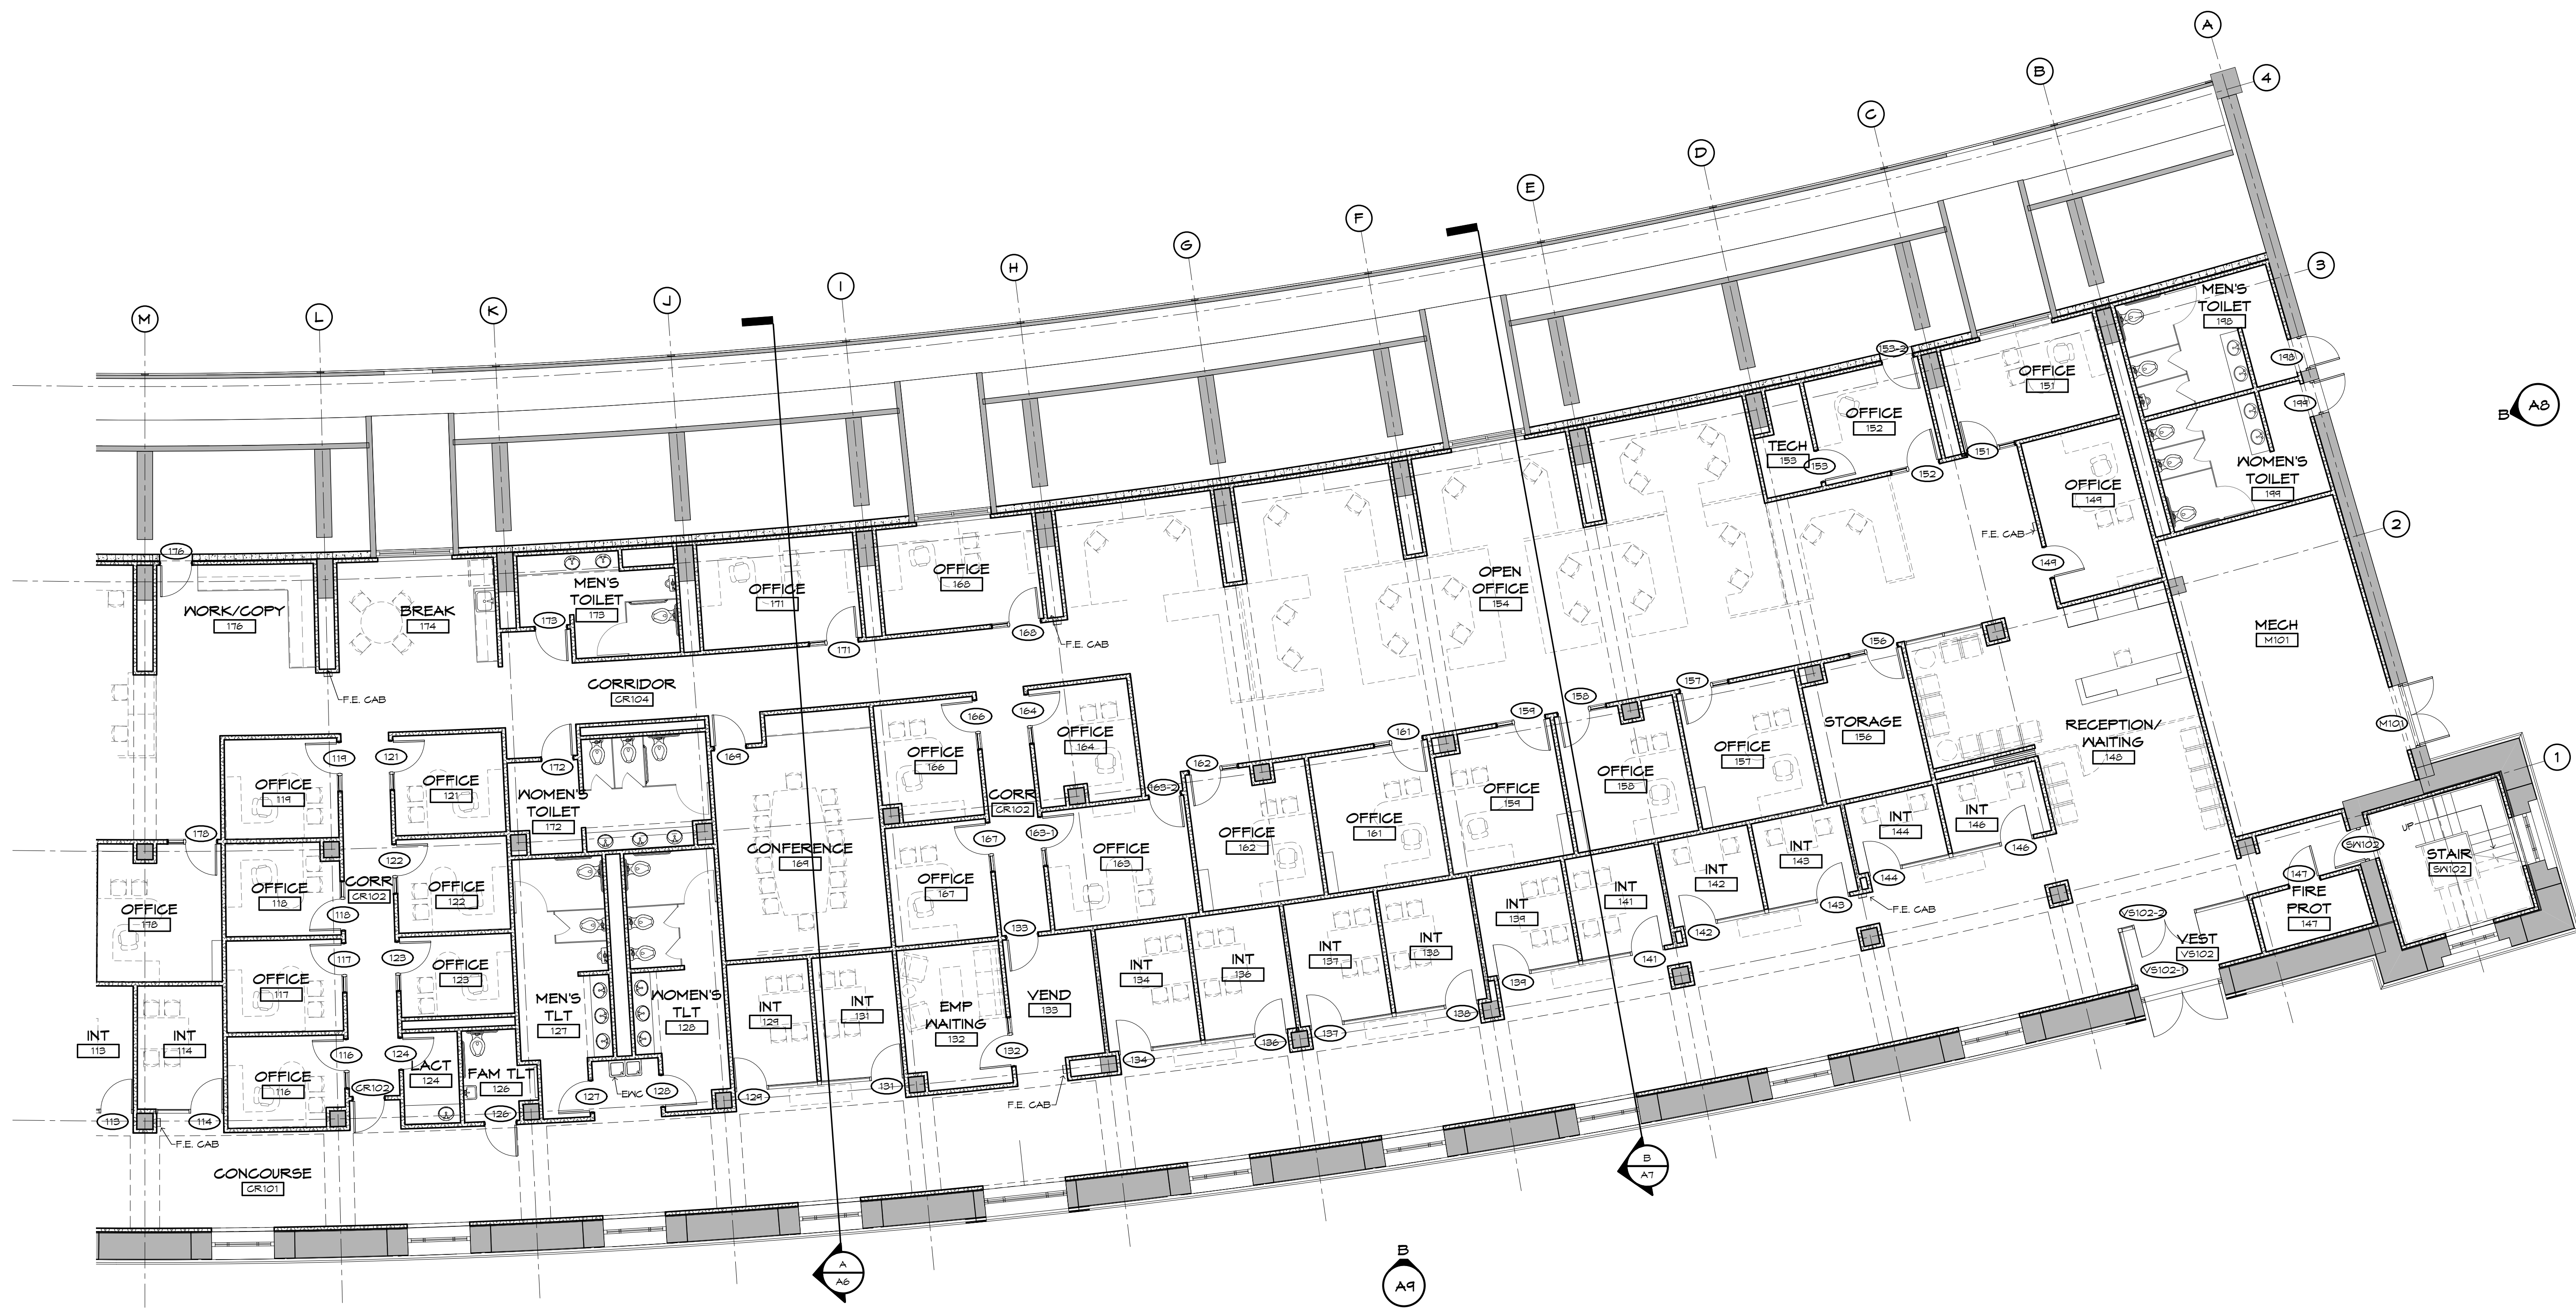 A
4
B
C
D
E
F
G
H
I
J
K
L
M
3
2
1
B
A8
MEN'S
TOILET
198
198
199
WOMEN'S
TOILET
199
OFFICE
151
151
153-2
OFFICE
152
152
TECH
153
153
OFFICE
149
149
F.E. CAB
MECH
M101
M101
OPEN
OFFICE
154
176
WORK/COPY
176
BREAK
174
F.E. CAB
MEN'S
TOILET
173
173
OFFICE
171
171
OFFICE
168
168
F.E. CAB
CORRIDOR
CR104
156
STORAGE
156
RECEPTION/
WAITING
148
157
OFFICE
157
158
OFFICE
158
159
OFFICE
159
161
OFFICE
161
162
OFFICE
162
163-2
163-1
OFFICE
163
164
OFFICE
164
166
OFFICE
166
CORR
CR102
167
OFFICE
167
169
CONFERENCE
169
172
WOMEN'S
TOILET
172
119
OFFICE
119
121
OFFICE
121
178
OFFICE
178
OFFICE
118
118
CORR
CR102
122
OFFICE
122
117
OFFICE
117
123
OFFICE
123
116
OFFICE
116
124
LACT
124
CR102
FAM TLT
126
126
MEN'S
TLT
127
127
WOMEN'S
TLT
128
128
EWC
INT
113
113
INT
114
114
F.E. CAB
INT
129
129
INT
131
131
EMP
WAITING
132
132
133
VEND
133
F.E. CAB
INT
134
134
INT
136
136
INT
137
137
INT
138
138
INT
139
139
INT
141
141
INT
142
142
INT
143
143
INT
144
144
INT
146
146
F.E. CAB
UP
STAIR
SW102
SW102
147
FIRE
PROT
147
VS102-2
VEST
VS102
VS102-1
CONCOURSE
CR101
A
A6
B
A7
B
A9